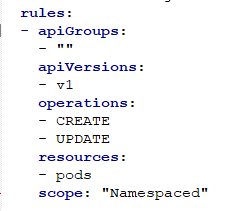 rules:
- apiGroups:
  - ""
  apiVersions:
  - v1
  operations:
  - CREATE
  - UPDATE
  resources:
  - pods
  scope: "Namespaced"